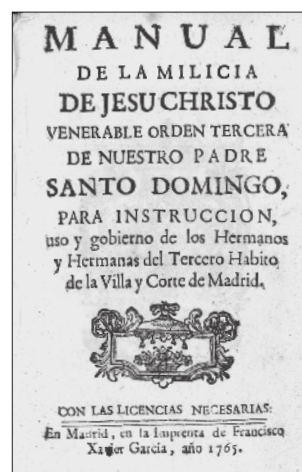 MANUAL
DE LA MILICIA
DE JESUCHRISTO
VENERABLE ORDEN TERCERA
DE NUESTRO PADRE
SANTO DOMINGO,
PARA INSTRUCCION,
uso y gobierno de los Hermanos
y Hermanas del Tercero Habito
de la Villa y Corte de Madrid.
CON LAS LICENCIAS NECESARIAS:
En Madrid, en la Imprenta de Francisco
Xavier Garcia, año 1765.